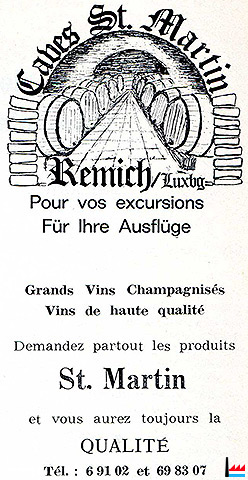 Caves St. Martin
Remich/Luxbg=
Pour vos excursions
Für Ihre Ausflüge
Grands Vins Champagnisés
Vins de haute qualité
Demandez partout les produits
St. Martin
et vous aurez toujours la
QUALITÉ
Tél. : 6 91 02 et 69 83 07